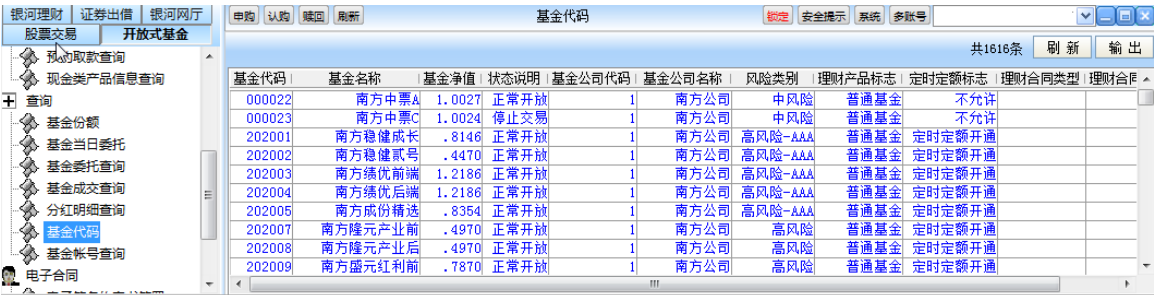 银河理财 证券出借 银河网厅
股票交易 开放式基金
预约取款查询
现金类产品信息查询
查询
基金份额
基金当日委托
基金委托查询
基金成交查询
分红明细查询
基金代码
基金帐号查询
电子合同
申购 认购 赎回 刷新 基金代码 锁定 安全提示 系统 多账号
共1616条 刷 新 输 出
基金代码 基金名称 基金净值 状态说明 基金公司代码 基金公司名称 风险类别 理财产品标志 定时定额标志 理财合同类型 理财合同
000022 南方中票A 1.0027 正常开放 1 南方公司 中风险 普通基金 不允许
000023 南方中票C 1.0024 停止交易 1 南方公司 中风险 普通基金 不允许
202001 南方稳健成长 .8146 正常开放 1 南方公司 高风险-AAA 普通基金 定时定额开通
202002 南方稳健贰号 .4470 正常开放 1 南方公司 高风险-AAA 普通基金 定时定额开通
202003 南方绩优前端 1.2186 正常开放 1 南方公司 高风险-AAA 普通基金 定时定额开通
202004 南方绩优后端 1.2186 正常开放 1 南方公司 高风险-AAA 普通基金 定时定额开通
202005 南方成份精选 .8354 正常开放 1 南方公司 高风险-AAA 普通基金 定时定额开通
202007 南方隆元产业前 .4970 正常开放 1 南方公司 高风险 普通基金 定时定额开通
202008 南方隆元产业后 .4970 正常开放 1 南方公司 高风险 普通基金 定时定额开通
202009 南方盛元红利前 .7870 正常开放 1 南方公司 高风险 普通基金 定时定额开通